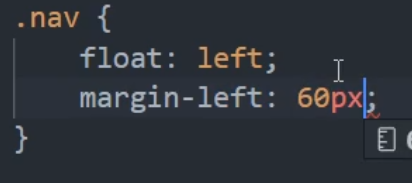 .nav {
float: left;
margin-left: 60px;
}